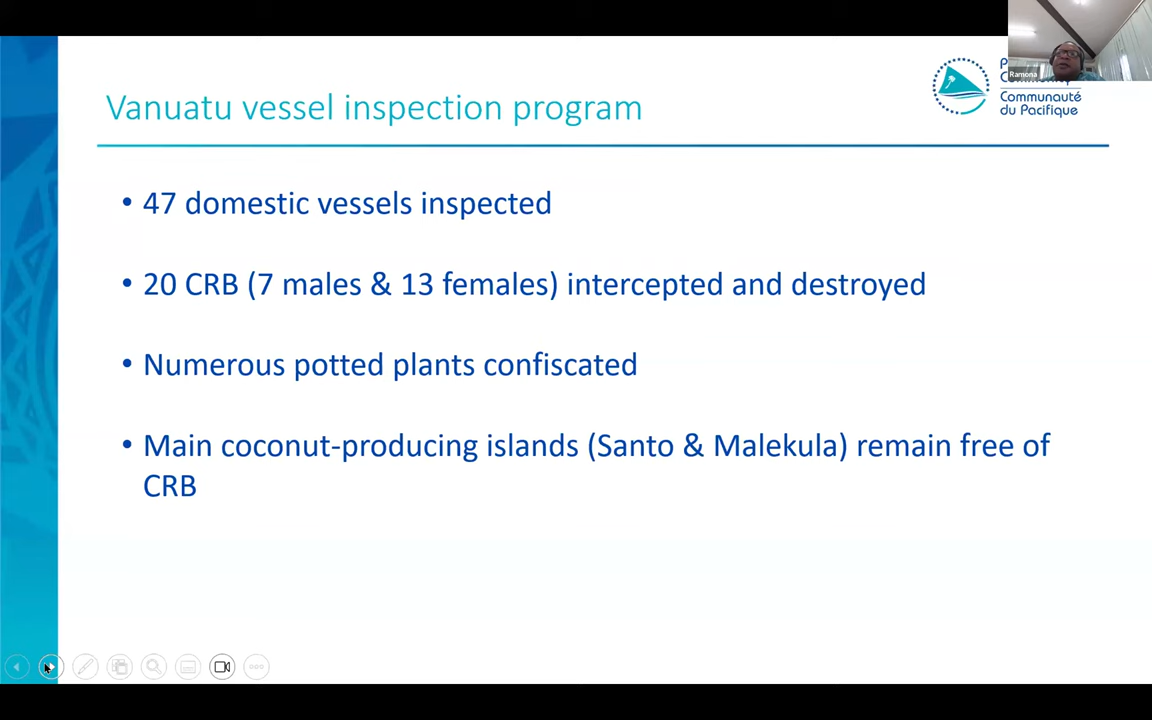 Ramona
Communauté
du Pacifique
Vanuatu vessel inspection program
• 47 domestic vessels inspected
• 20 CRB (7 males & 13 females) intercepted and destroyed
• Numerous potted plants confiscated
• Main coconut-producing islands (Santo & Malekula) remain free of
CRB